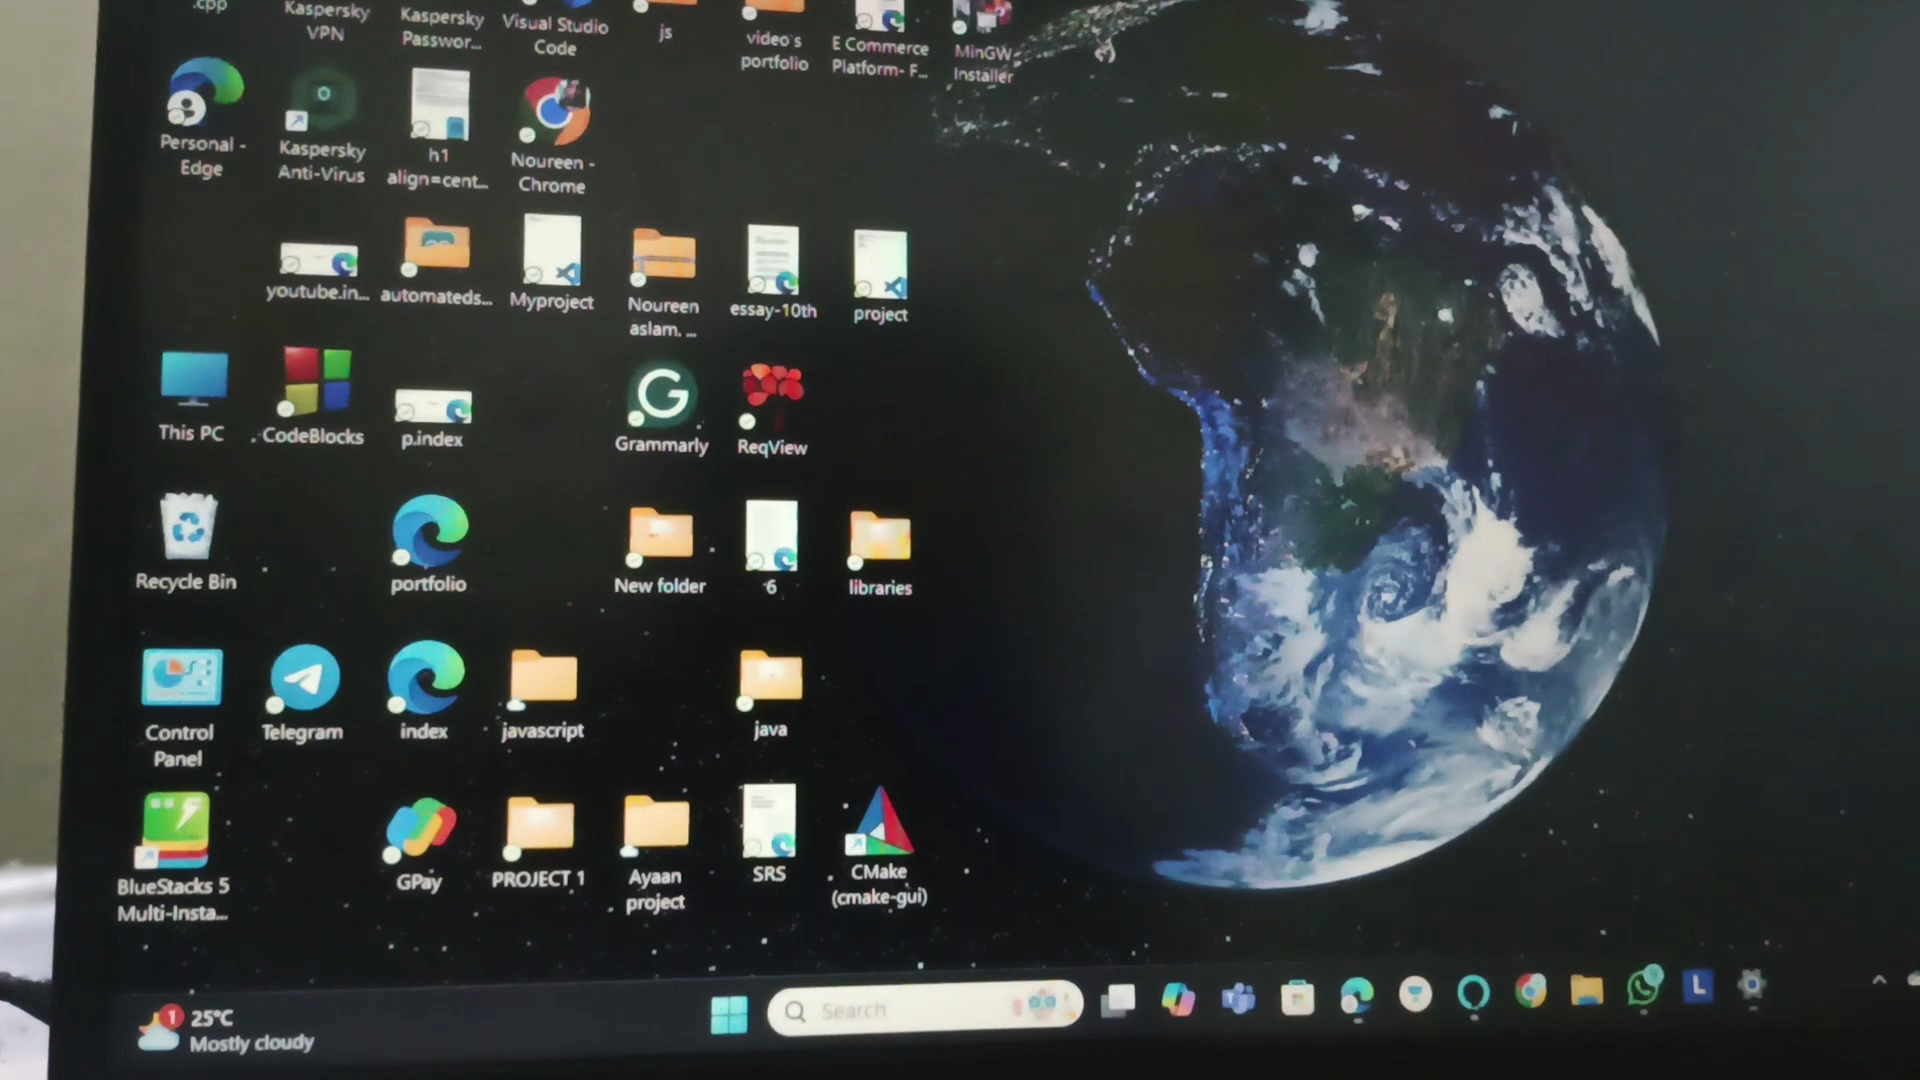 .cpp
Kaspersky
VPN
Kaspersky
Passwor...
Visual Studio
Code
js
video's
portfolio
E Commerce
Platform- F...
MinGW
Installer
Personal -
Edge
Kaspersky
Anti-Virus
h1
align=cent...
Noureen -
Chrome
youtube.in...
automateds...
Myproject
Noureen
aslam. ...
essay-10th
project
This PC
CodeBlocks
p.index
Grammarly
ReqView
Recycle Bin
portfolio
New folder
6
libraries
Control
Panel
Telegram
index
javascript
java
BlueStacks 5
Multi-Insta...
GPay
PROJECT 1
Ayaan
project
SRS
CMake
(cmake-gui)
1
25°C
Mostly cloudy
Search
L